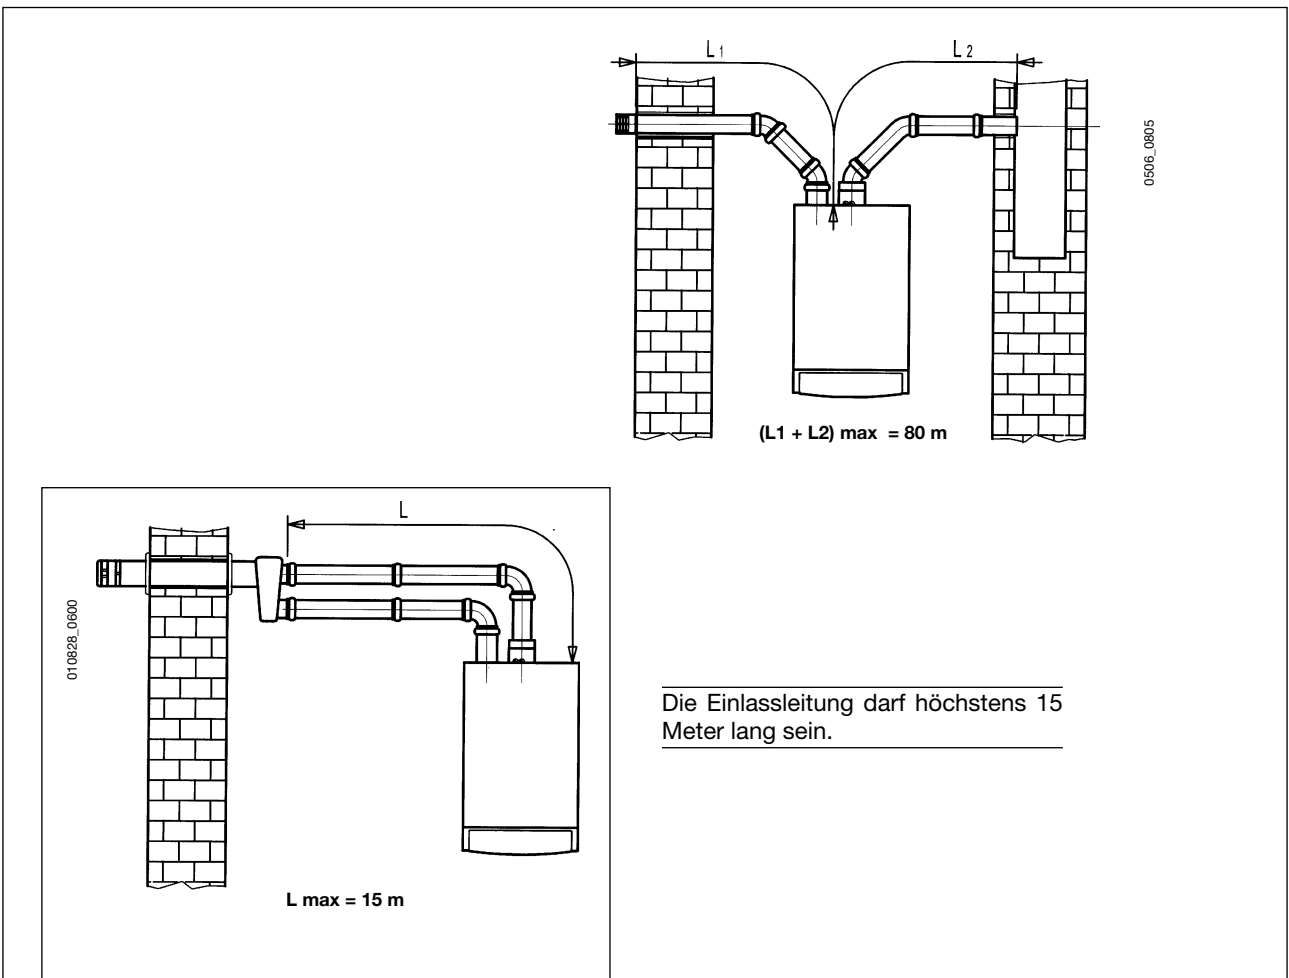 L1
L2
0506_0805
(L1 + L2) max = 80 m
L
010828_0600
Die Einlassleitung darf höchstens 15
Meter lang sein.
L max = 15 m